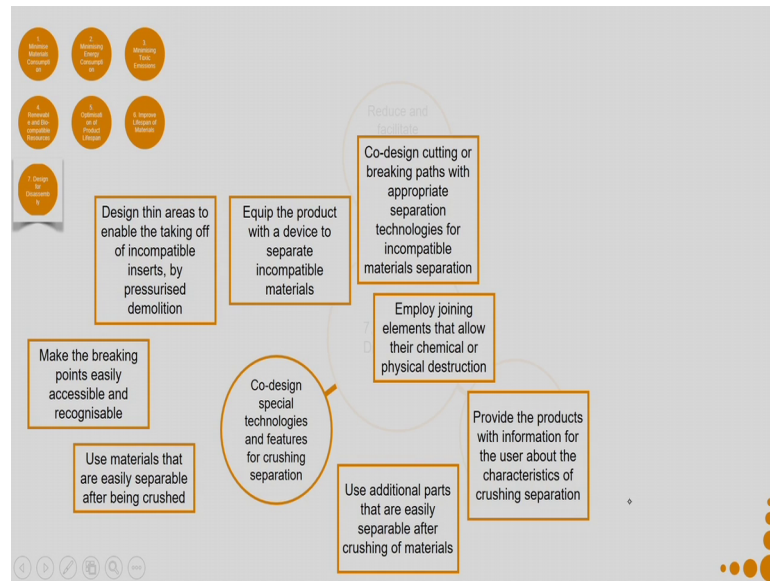 1.
Minimise
Materials
Consumpti
on
2.
Minimising
Energy
Consumpti
on
3.
Minimising
Toxic
Emissions
4.
Renewabl
e and Bio-
compatible
Resources
5.
Optimisati
on of
Product
Lifespan
6. Improve
Lifespan of
Materials
7. Design
for
Disassemb
ly
Reduce and
facilitate
Co-design cutting or
breaking paths with
appropriate
separation
technologies for
incompatible
materials separation
Design thin areas to
enable the taking off
of incompatible
inserts, by
pressurised
demolition
Equip the product
with a device to
separate
incompatible
materials
Employ joining
elements that allow
their chemical or
physical destruction
7
D
Make the breaking
points easily
accessible and
recognisable
Co-design
special
technologies
and features
for crushing
separation
Provide the products
with information for
the user about the
characteristics of
crushing separation
Use materials that
are easily separable
after being crushed
Use additional parts
that are easily
separable after
crushing of materials